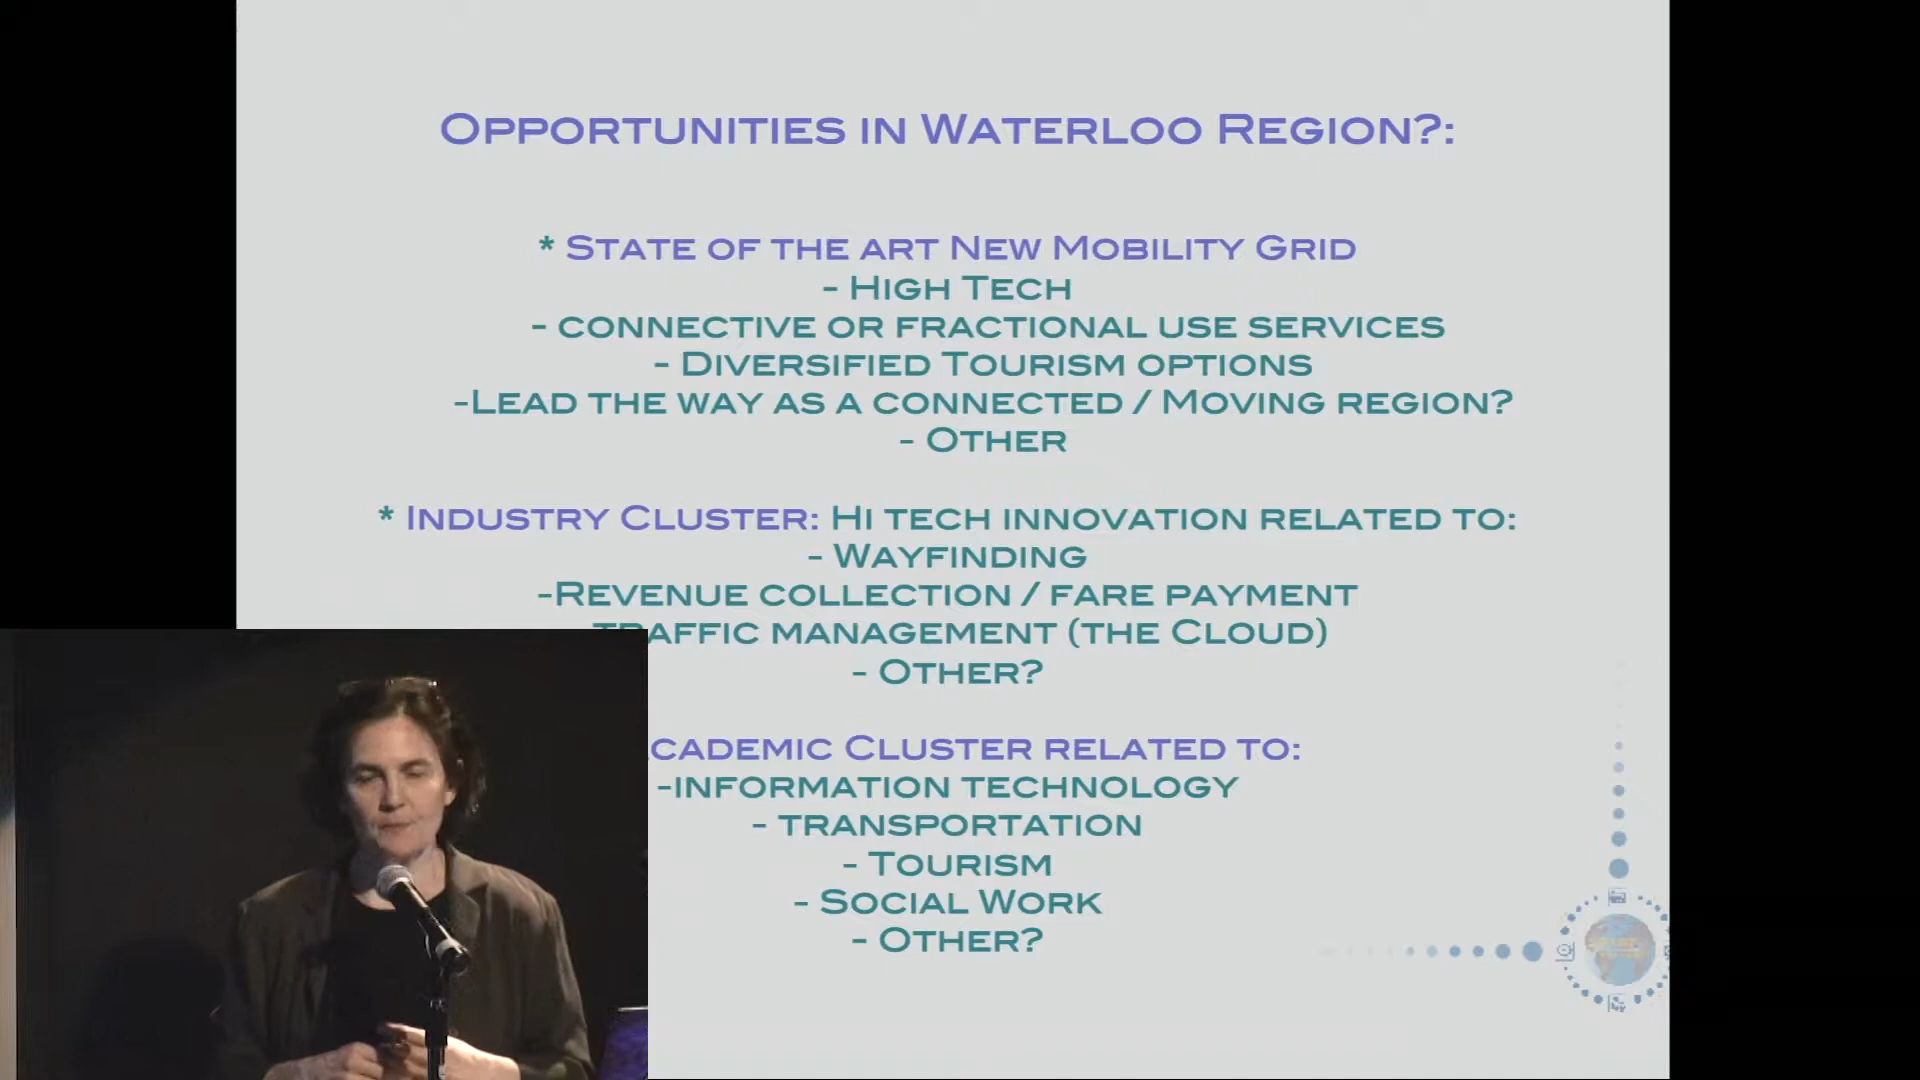 Opportunities in Waterloo Region?:
* State of the art New Mobility Grid
- High Tech
- connective or fractional use services
- Diversified Tourism options
-Lead the way as a connected / Moving region?
- Other
* Industry Cluster: Hi tech innovation related to:
- Wayfinding
-Revenue collection / fare payment
management (the Cloud)
- Other?
Cluster related to:
-information technology
- transportation
- Tourism
- Social Work
- Other?